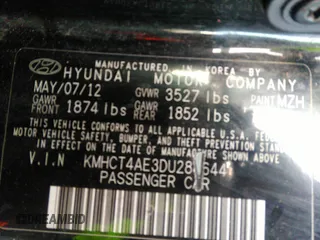 MANUFACTURED IN KOREA BY
HYUNDAI MOTOR COMPANY
MAY/07/12 GVWR 3527 lbs
GAWR GAWR PAINT MZH
FRONT 1874 lbs REAR 1852 lbs
THIS VEHICLE CONFORMS TO ALL APPLICABLE FEDERAL
MOTOR VEHICLE SAFETY, BUMPER, AND THEFT
STANDARDS IN EFFECT ON THE DATE OF
MANUFACTURE SHOWN ABOVE.
V.I.N
PASSENGER CAR
DREAMBID